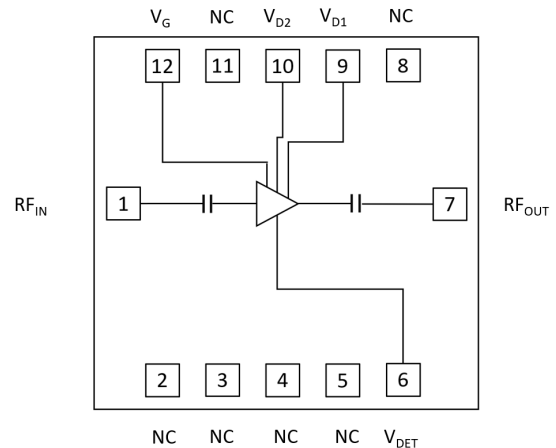 V_G NC V_D2 V_D1 NC
12 11 10 9 8
RF_IN 1 7 RF_OUT
2 3 4 5 6
NC NC NC NC V_DET